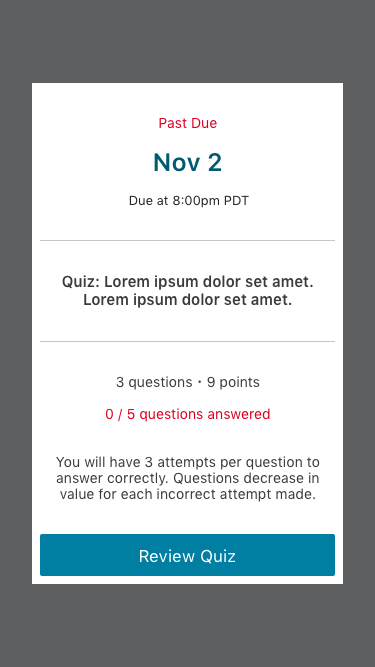 Past Due
Nov 2
Due at 8:00pm PDT
Quiz: Lorem ipsum dolor set amet.
Lorem ipsum dolor set amet.
3 questions • 9 points
0 / 5 questions answered
You will have 3 attempts per question to
answer correctly. Questions decrease in
value for each incorrect attempt made.
Review Quiz